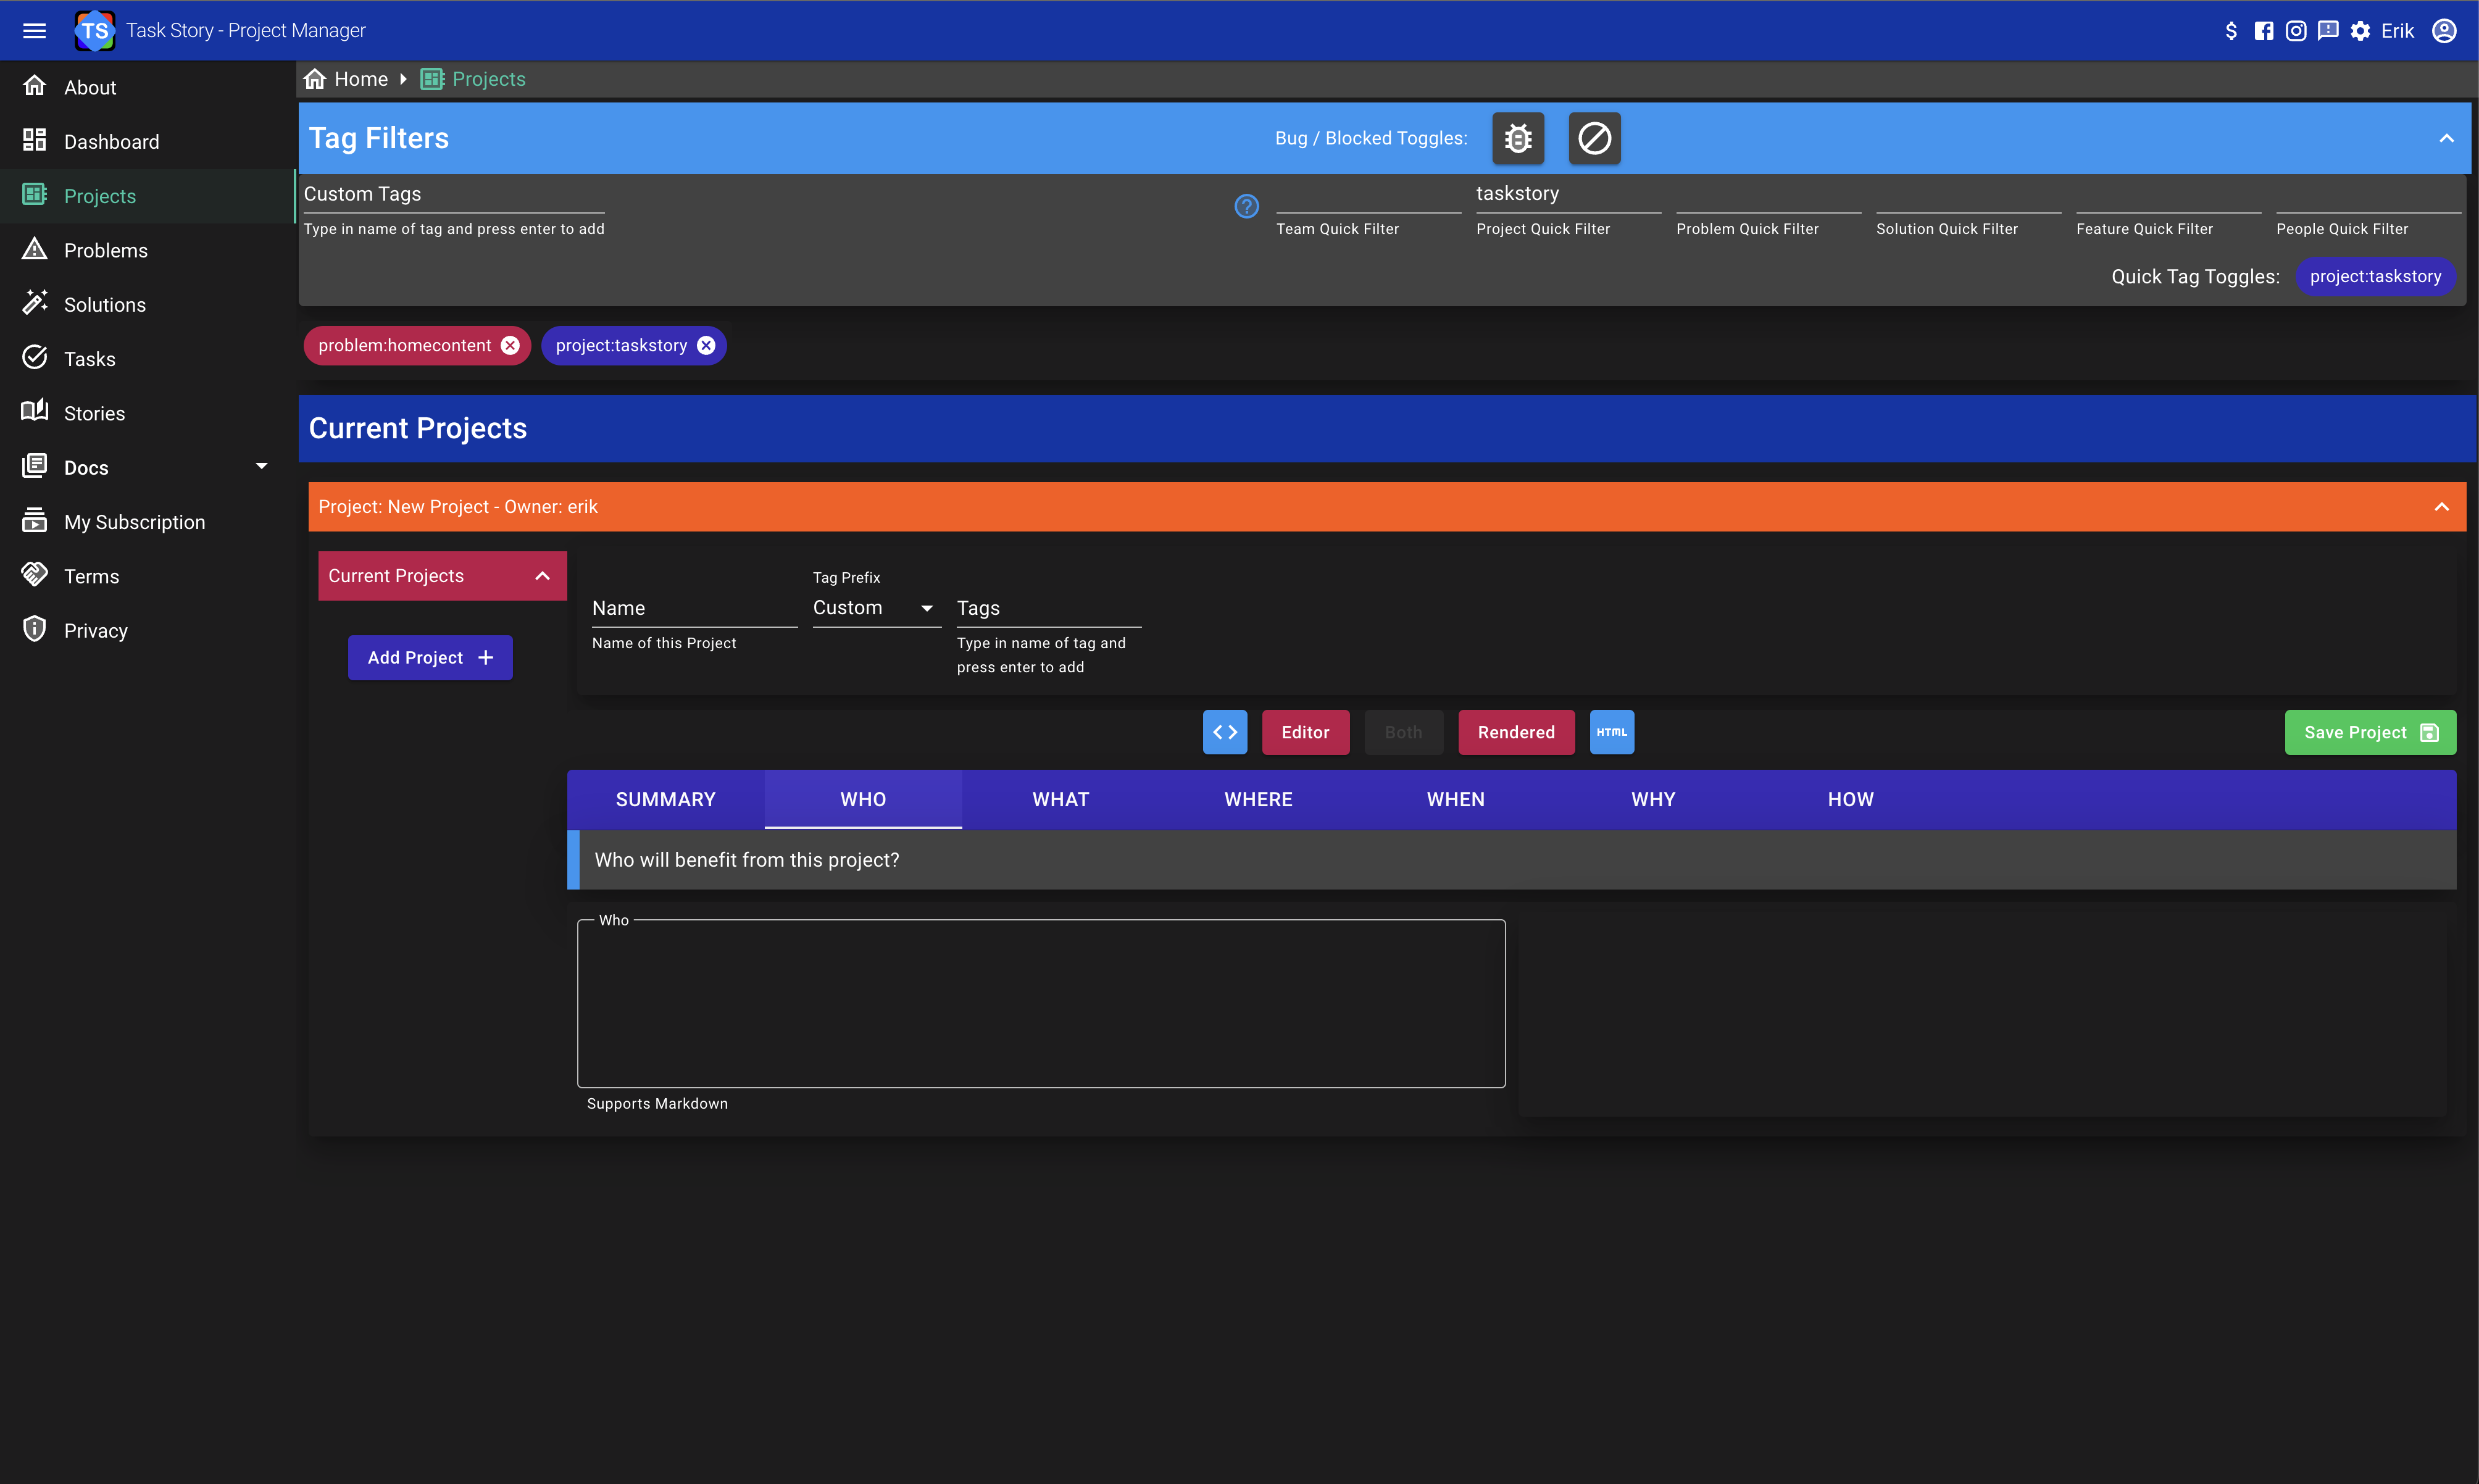 TS Task Story - Project Manager
Erik
About
Dashboard
Projects
Problems
Solutions
Tasks
Stories
Docs
My Subscription
Terms
Privacy
Home Projects
Tag Filters
Bug / Blocked Toggles:
Custom Tags
Type in name of tag and press enter to add
Team Quick Filter
taskstory
Project Quick Filter
Problem Quick Filter
Solution Quick Filter
Feature Quick Filter
People Quick Filter
Quick Tag Toggles: project:taskstory
problem:homecontent project:taskstory
Current Projects
Project: New Project - Owner: erik
Current Projects
Add Project
Name
Name of this Project
Tag Prefix
Custom
Tags
Type in name of tag and
press enter to add
Editor Both Rendered HTML
Save Project
SUMMARY WHO WHAT WHERE WHEN WHY HOW
Who will benefit from this project?
Who
Supports Markdown